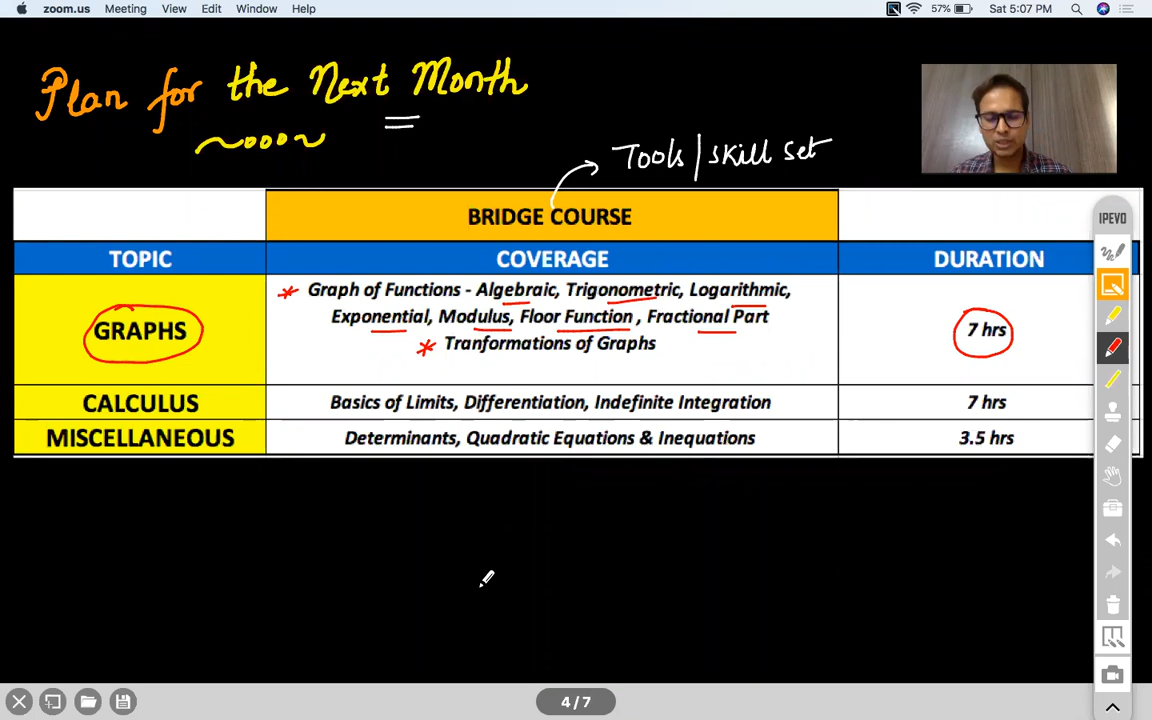 zoom.us Meeting View Edit Window Help 57% Sat 5:07 PM
Plan for the Next Month
Tools/skill set
BRIDGE COURSE
TOPIC COVERAGE DURATION
GRAPHS
Graph of Functions - Algebraic, Trigonometric, Logarithmic,
Exponential, Modulus, Floor Function , Fractional Part
Tranformations of Graphs
7 hrs
CALCULUS Basics of Limits, Differentiation, Indefinite Integration 7 hrs
MISCELLANEOUS Determinants, Quadratic Equations & Inequations 3.5 hrs
IPEVO
4 / 7